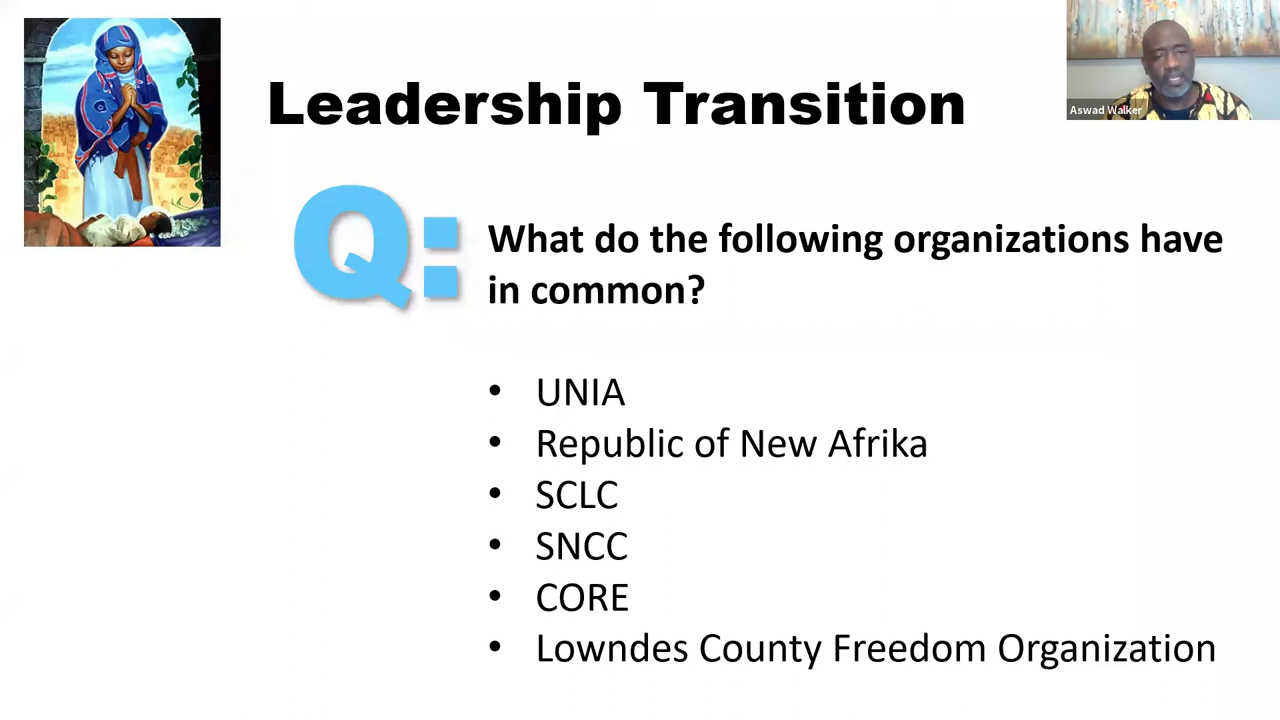 Leadership Transition
Aswad Walker
Q:
What do the following organizations have
in common?
• UNIA
• Republic of New Afrika
• SCLC
• SNCC
• CORE
• Lowndes County Freedom Organization